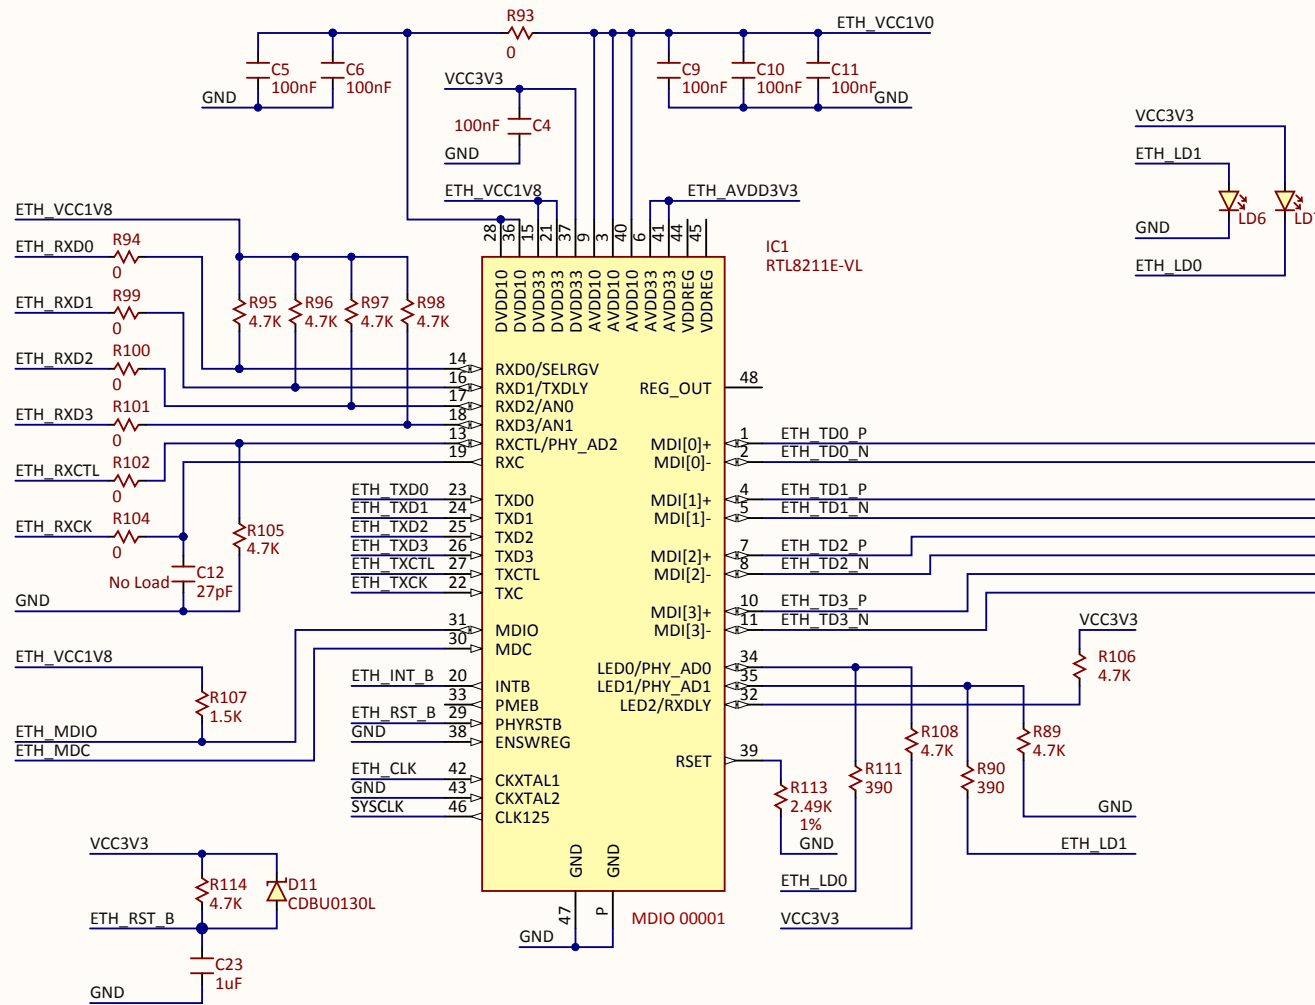 R93
0
ETH_VCC1V0
C5
100nF
C6
100nF
GND
VCC3V3
100nF C4
GND
C9
100nF
C10
100nF
C11
100nF
GND
VCC3V3
ETH_LD1
GND
LD6
ETH_LD0
ETH_VCC1V8
ETH_AVDD3V3
28 36 15 21 37 9 3 40 6 41 44 45
IC1
RTL8211E-VL
DVDD10 DVDD10 DVDD33 DVDD33 DVDD33 AVDD10 AVDD10 AVDD10 AVDD33 AVDD33 VDDREG VDDREG
ETH_VCC1V8
ETH_RXD0 R94
0
ETH_RXD1 R99
0
ETH_RXD2 R100
0
ETH_RXD3 R101
0
ETH_RXCTL R102
0
ETH_RXCK R104
0
R95
4.7K
R96
4.7K
R97
4.7K
R98
4.7K
R105
4.7K
No Load
C12
27pF
GND
14 RXD0/SELRGV
16 RXD1/TXDLY
17 RXD2/AN0
18 RXD3/AN1
13 RXCTL/PHY_AD2
19 RXC
ETH_TXD0 23 TXD0
ETH_TXD1 24 TXD1
ETH_TXD2 25 TXD2
ETH_TXD3 26 TXD3
ETH_TXCTL 27 TXCTL
ETH_TXCK 22 TXC
31 MDIO
30 MDC
ETH_INT_B 20 INTB
33 PMEB
ETH_RST_B 29 PHYRSTB
GND 38 ENSWREG
ETH_CLK 42 CKXTAL1
GND 43 CKXTAL2
SYSCLK 46 CLK125
REG_OUT 48
MDI[0]+ 1 ETH_TD0_P
MDI[0]- 2 ETH_TD0_N
MDI[1]+ 4 ETH_TD1_P
MDI[1]- 5 ETH_TD1_N
MDI[2]+ 7 ETH_TD2_P
MDI[2]- 8 ETH_TD2_N
MDI[3]+ 10 ETH_TD3_P
MDI[3]- 11 ETH_TD3_N
LED0/PHY_AD0 34
LED1/PHY_AD1 35
LED2/RXDLY 32
RSET 39
VCC3V3
R106
4.7K
R108
4.7K
R89
4.7K
R111
390
R90
390
R113
2.49K
1%
GND
GND
ETH_LD1
ETH_LD0
VCC3V3
ETH_VCC1V8
R107
1.5K
ETH_MDIO
ETH_MDC
VCC3V3
R114
4.7K
D11
CDBU0130L
ETH_RST_B
C23
1uF
GND
GND GND
47 P
GND
MDIO 00001